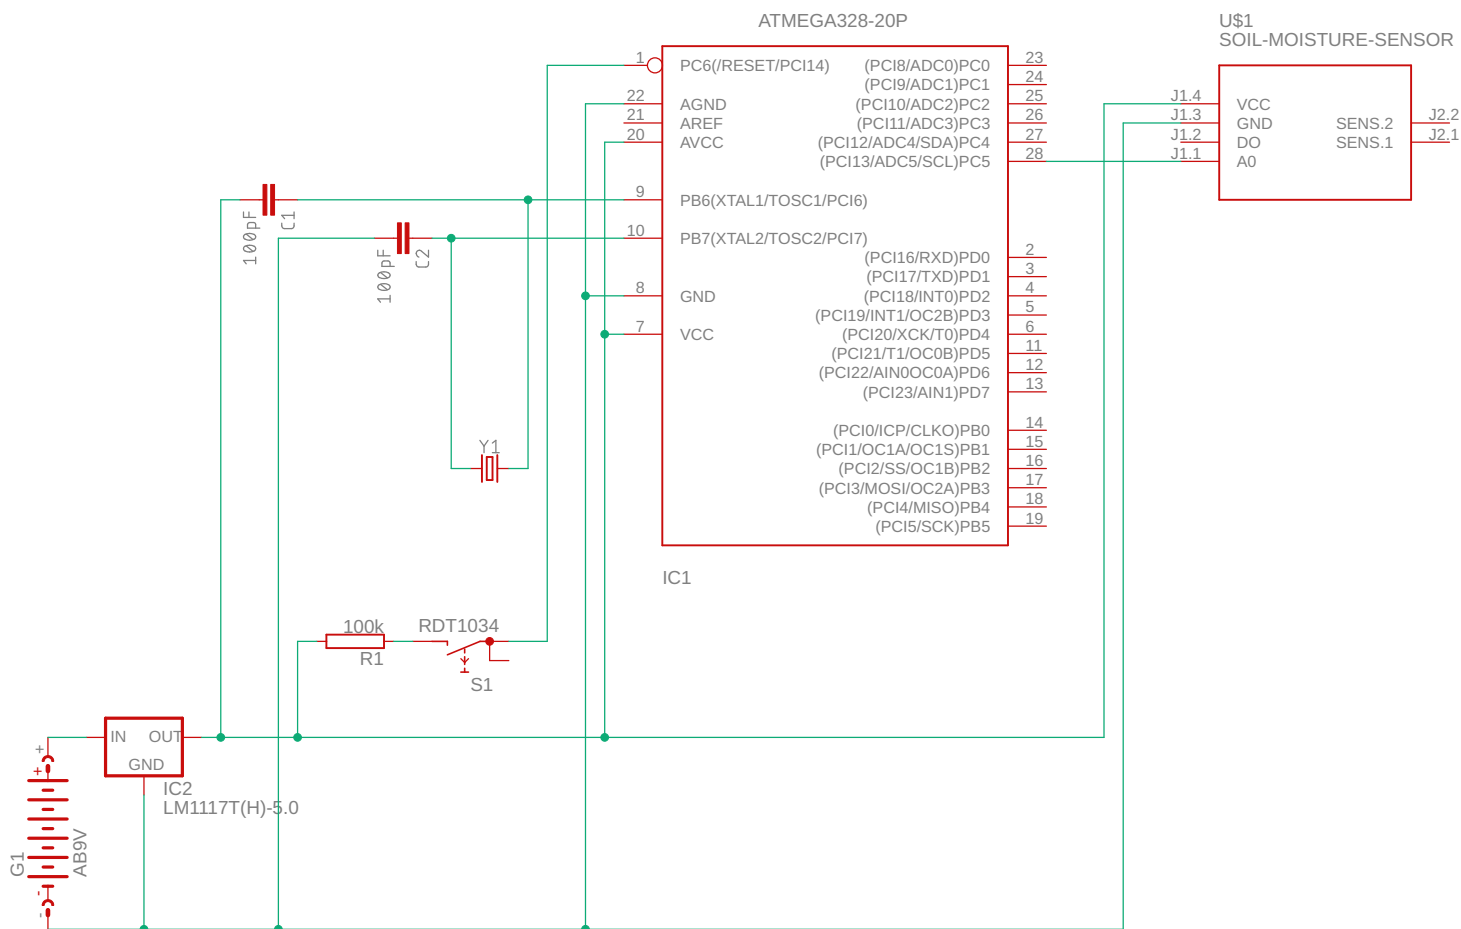 ATMEGA328-20P
U$1
SOIL-MOISTURE-SENSOR
1
PC6(/RESET/PCI14)
22
AGND
21
AREF
20
AVCC
9
PB6(XTAL1/TOSC1/PCI6)
10
PB7(XTAL2/TOSC2/PCI7)
8
GND
7
VCC
(PCI8/ADC0)PC0
23
(PCI9/ADC1)PC1
24
(PCI10/ADC2)PC2
25
(PCI11/ADC3)PC3
26
(PCI12/ADC4/SDA)PC4
27
(PCI13/ADC5/SCL)PC5
28
(PCI16/RXD)PD0
2
(PCI17/TXD)PD1
3
(PCI18/INT0)PD2
4
(PCI19/INT1/OC2B)PD3
5
(PCI20/XCK/T0)PD4
6
(PCI21/T1/OC0B)PD5
11
(PCI22/AIN0OC0A)PD6
12
(PCI23/AIN1)PD7
13
(PCI0/ICP/CLKO)PB0
14
(PCI1/OC1A/OC1S)PB1
15
(PCI2/SS/OC1B)PB2
16
(PCI3/MOSI/OC2A)PB3
17
(PCI4/MISO)PB4
18
(PCI5/SCK)PB5
19
IC1
J1.4
VCC
J1.3
GND
J1.2
DO
J1.1
A0
SENS.2
J2.2
SENS.1
J2.1
100pF
C1
100pF
C2
Y1
100k
R1
RDT1034
S1
IN
OUT
GND
IC2
LM1117T(H)-5.0
+
+
G1
AB9V
-
-